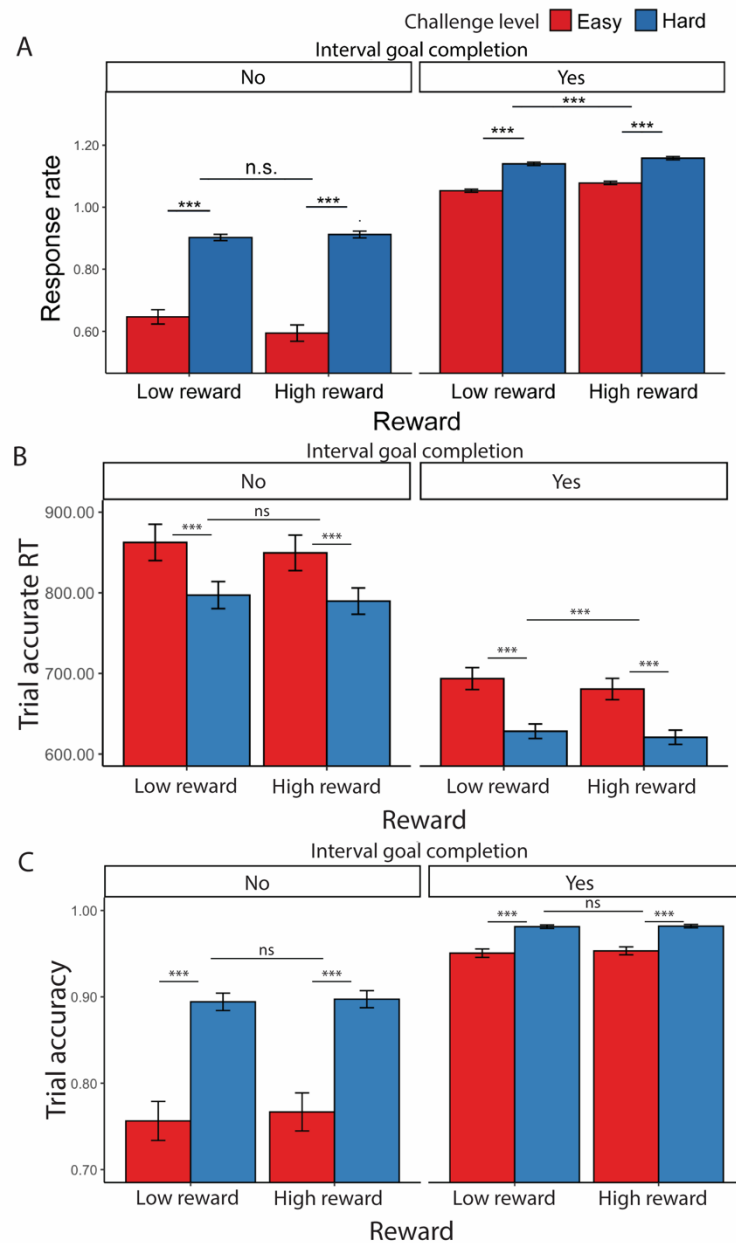 Challenge level Easy Hard
A
Interval goal completion
No Yes
Response rate
1.20
1.00
0.80
0.60
*** n.s. *** *** *** ***
Low reward High reward Low reward High reward
Reward
B
Interval goal completion
No Yes
Trial accurate RT
900.00
800.00
700.00
600.00
*** ns *** *** *** ***
Low reward High reward Low reward High reward
Reward
C
Interval goal completion
No Yes
Trial accuracy
1.00
0.90
0.80
0.70
*** ns *** *** ns ***
Low reward High reward Low reward High reward
Reward